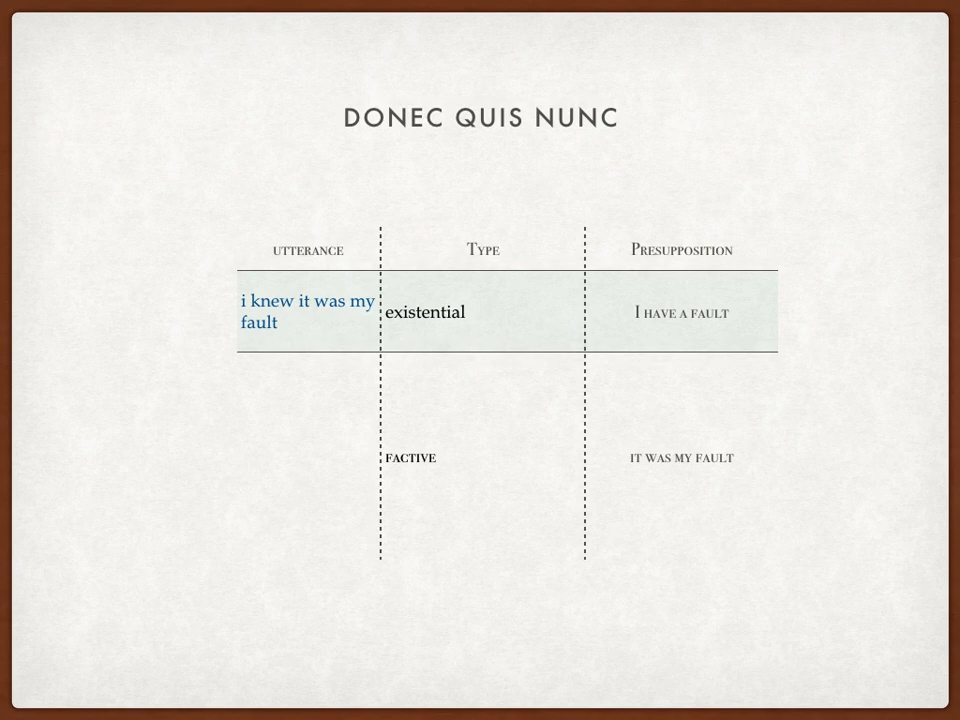 DONEC QUIS NUNC
utterance Type Presupposition
i knew it was my
fault
existential I have a fault
factive it was my fault